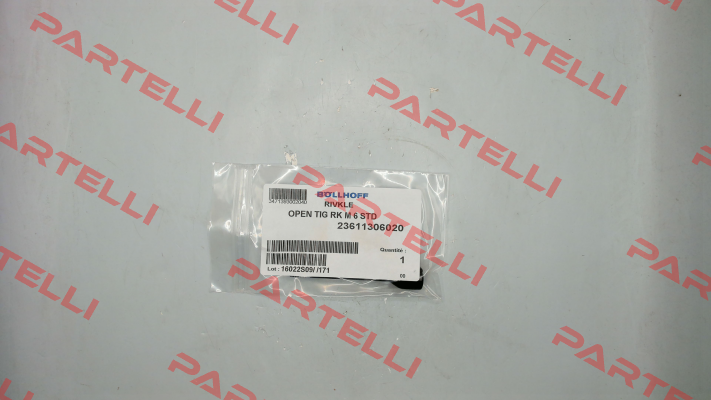 BÖLLHOFF
RIVKLE
OPEN TIG RK M 6 STD
23611306020
Quantité :
1
Lot : 16022S09/ /171
PARTELLI
PARTELLI
PARTELLI
PARTELLI
PARTELLI
PARTELLI
PARTELLI
PARTELLI
PARTELLI